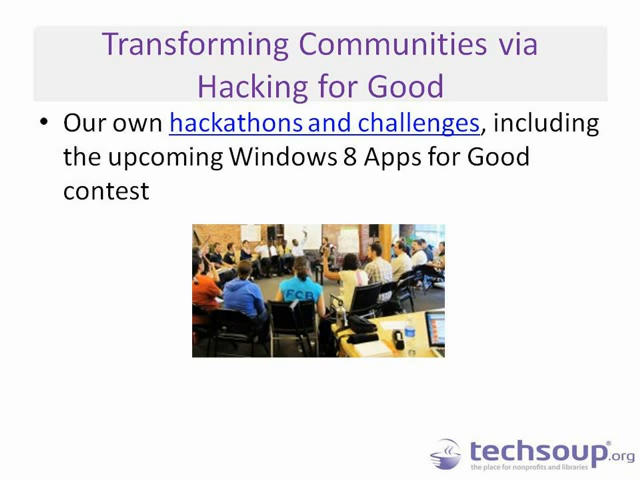 Transforming Communities via
Hacking for Good
• Our own hackathons and challenges, including
the upcoming Windows 8 Apps for Good
contest
FCB
techsoup.org
the place for nonprofits and libraries